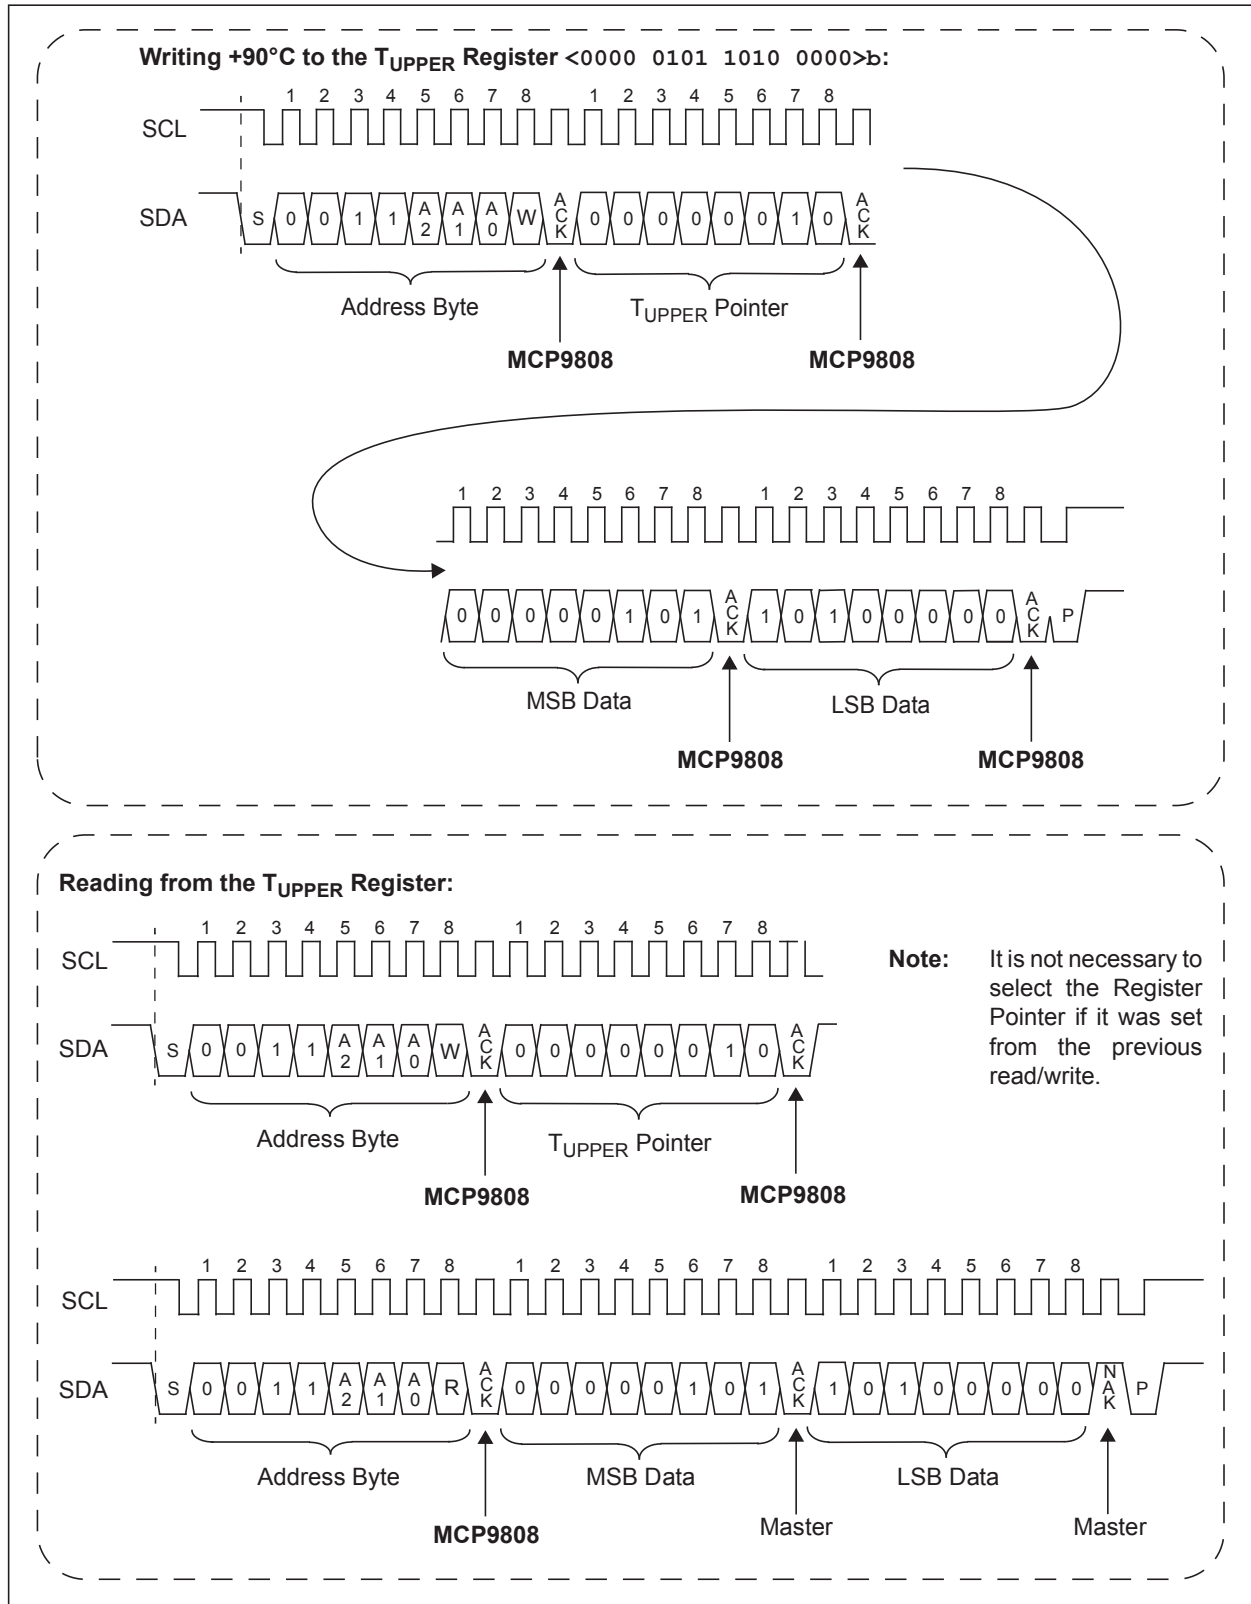 Writing +90°C to the TUPPER Register <0000 0101 1010 0000>b:
1 2 3 4 5 6 7 8 1 2 3 4 5 6 7 8
SCL
SDA S 0 0 1 1 A2 A1 A0 W ACK 0 0 0 0 0 0 1 0 ACK
Address Byte TUPPER Pointer
MCP9808 MCP9808
1 2 3 4 5 6 7 8 1 2 3 4 5 6 7 8
0 0 0 0 0 1 0 1 ACK 1 0 1 0 0 0 0 0 ACK P
MSB Data LSB Data
MCP9808 MCP9808
Reading from the TUPPER Register:
1 2 3 4 5 6 7 8 1 2 3 4 5 6 7 8
SCL
SDA S 0 0 1 1 A2 A1 A0 W ACK 0 0 0 0 0 0 1 0 ACK
Address Byte TUPPER Pointer
MCP9808 MCP9808
Note: It is not necessary to
select the Register
Pointer if it was set
from the previous
read/write.
1 2 3 4 5 6 7 8 1 2 3 4 5 6 7 8 1 2 3 4 5 6 7 8
SCL
SDA S 0 0 1 1 A2 A1 A0 R ACK 0 0 0 0 0 1 0 1 ACK 1 0 1 0 0 0 0 0 NAK P
Address Byte MSB Data LSB Data
MCP9808 Master Master